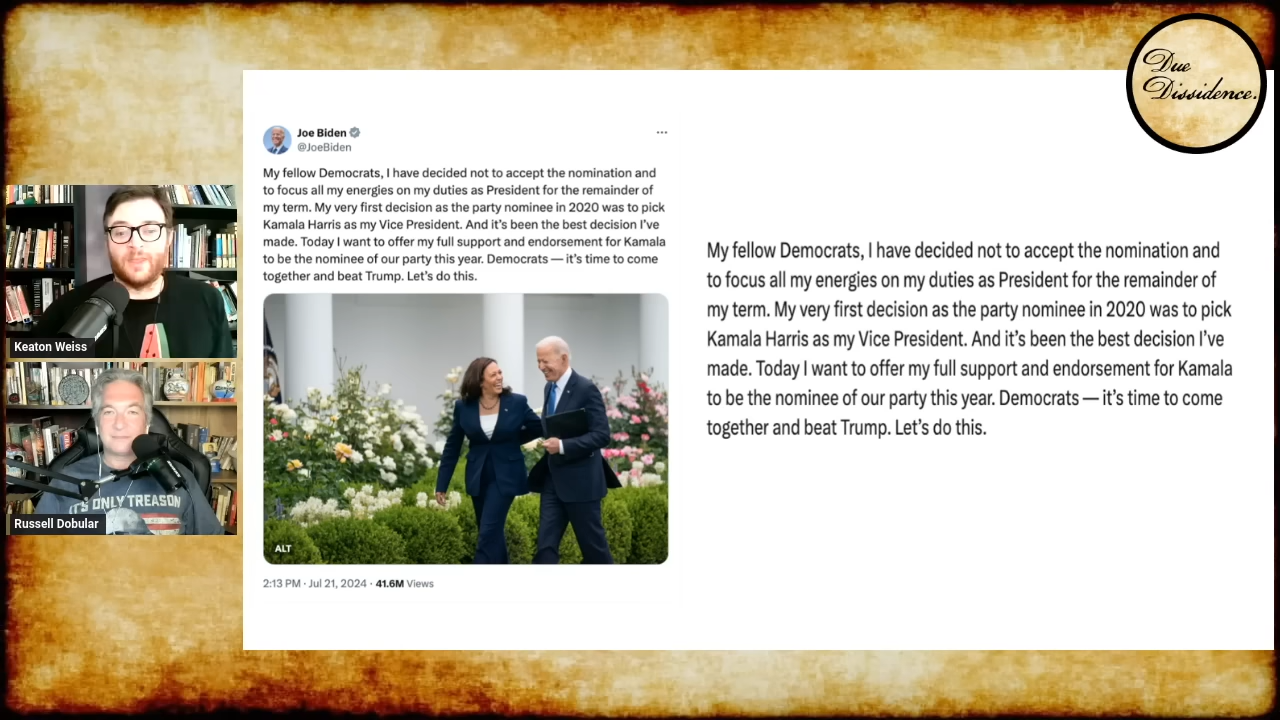 Due
Dissidence.
Joe Biden
@JoeBiden
My fellow Democrats, I have decided not to accept the nomination and
to focus all my energies on my duties as President for the remainder of
my term. My very first decision as the party nominee in 2020 was to pick
Kamala Harris as my Vice President. And it’s been the best decision I’ve
made. Today I want to offer my full support and endorsement for Kamala
to be the nominee of our party this year. Democrats — it’s time to come
together and beat Trump. Let’s do this.
ALT
2:13 PM · Jul 21, 2024 · 41.6M Views
My fellow Democrats, I have decided not to accept the nomination and
to focus all my energies on my duties as President for the remainder of
my term. My very first decision as the party nominee in 2020 was to pick
Kamala Harris as my Vice President. And it’s been the best decision I’ve
made. Today I want to offer my full support and endorsement for Kamala
to be the nominee of our party this year. Democrats — it’s time to come
together and beat Trump. Let’s do this.
Keaton Weiss
IT'S ONLY TREASON
Russell Dobular